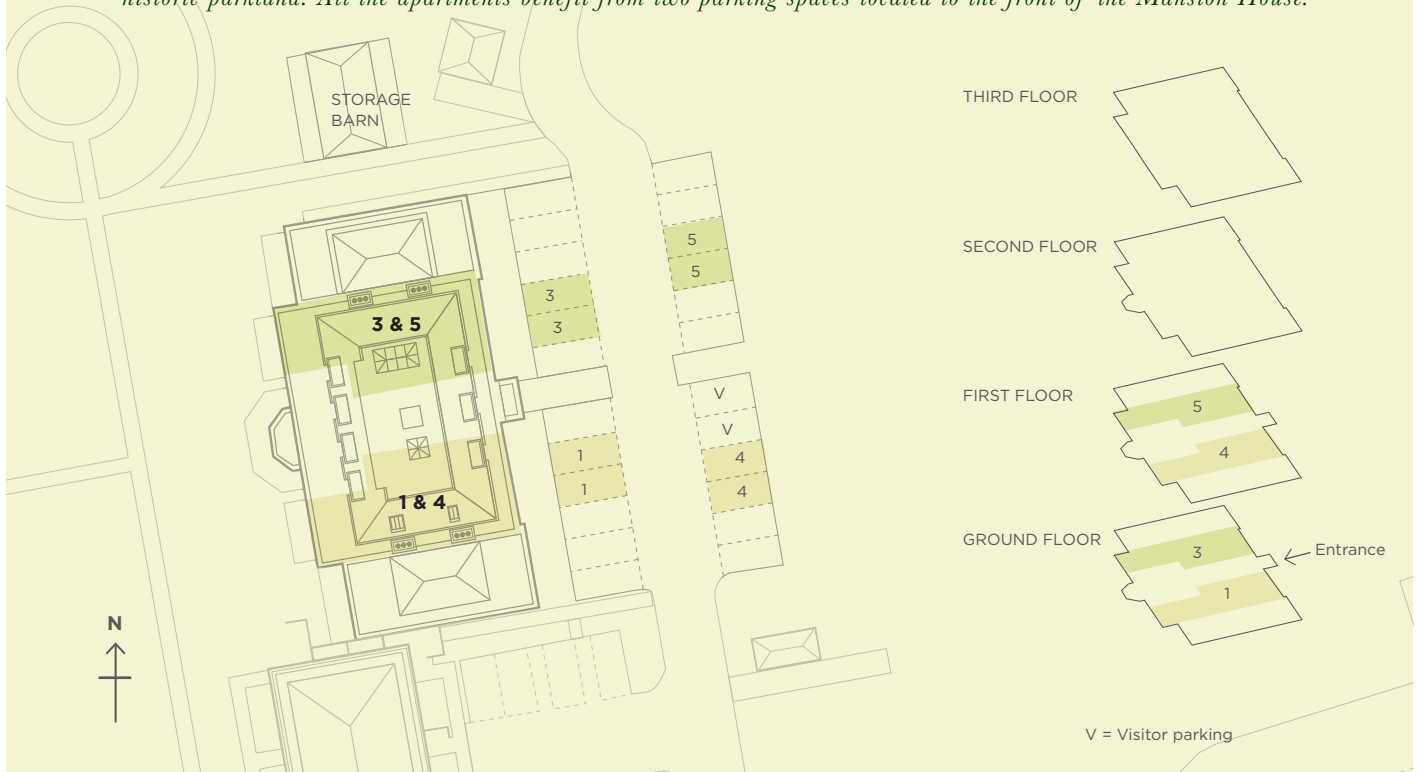 historic parkland. All the apartments benefit from two parking spaces located to the front of the Mansion House.
STORAGE
BARN
5
5
3
3
3 & 5
V
V
1
4
1
4
1 & 4
N
THIRD FLOOR
SECOND FLOOR
FIRST FLOOR
5
4
GROUND FLOOR
3
Entrance
1
V = Visitor parking